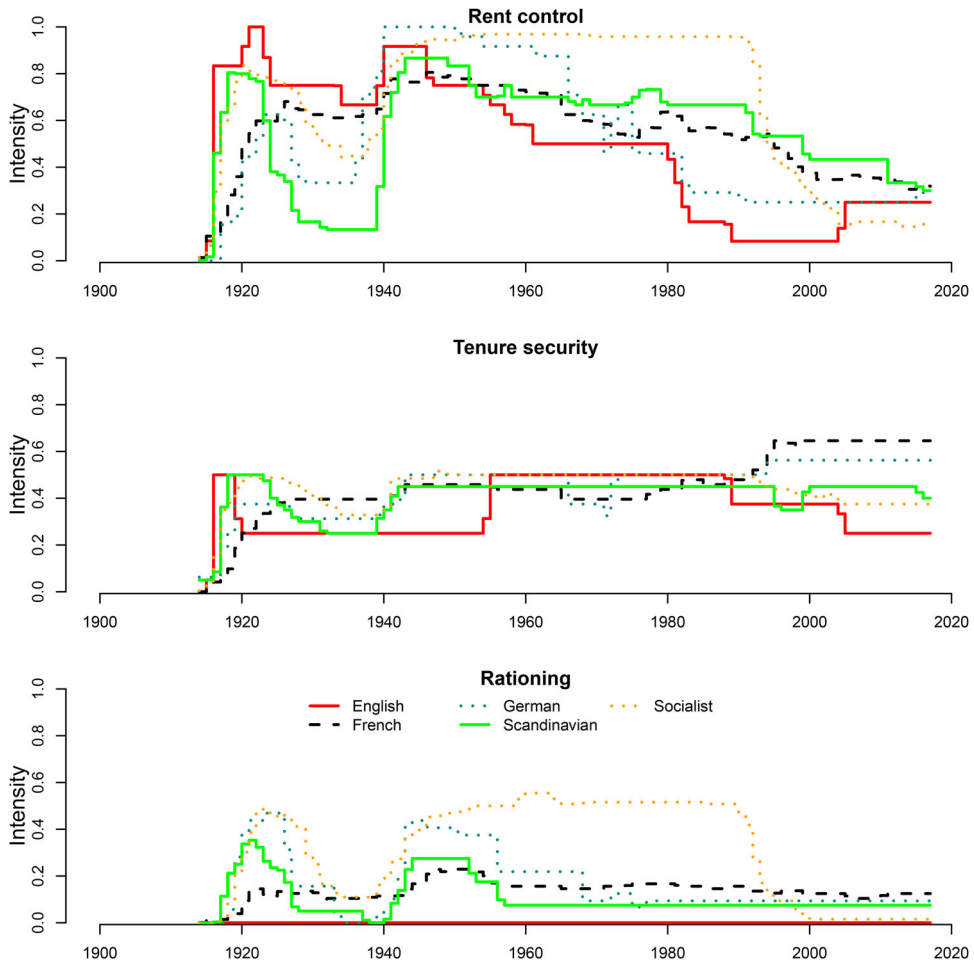 Rent control
Intensity
0.0 0.2 0.4 0.6 0.8 1.0
1900 1920 1940 1960 1980 2000 2020
Tenure security
Intensity
0.0 0.2 0.4 0.6 0.8 1.0
1900 1920 1940 1960 1980 2000 2020
Rationing
English German Socialist
French Scandinavian
Intensity
0.0 0.2 0.4 0.6 0.8 1.0
1900 1920 1940 1960 1980 2000 2020